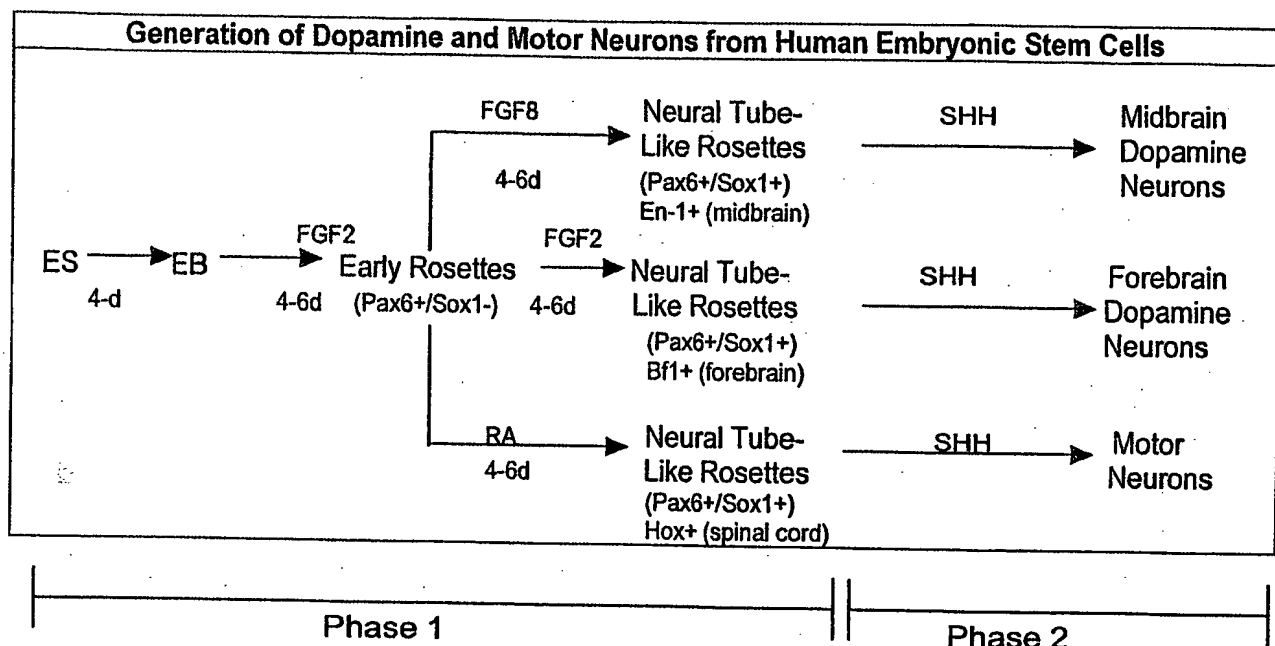 Generation of Dopamine and Motor Neurons from Human Embryonic Stem Cells
FGF8
4-6d
Neural Tube-
Like Rosettes
(Pax6+/Sox1+)
En-1+ (midbrain)
SHH
Midbrain
Dopamine
Neurons
ES
4-d
EB
FGF2
4-6d
Early Rosettes
(Pax6+/Sox1-)
FGF2
4-6d
Neural Tube-
Like Rosettes
(Pax6+/Sox1+)
Bf1+ (forebrain)
SHH
Forebrain
Dopamine
Neurons
RA
4-6d
Neural Tube-
Like Rosettes
(Pax6+/Sox1+)
Hox+ (spinal cord)
SHH
Motor
Neurons
Phase 1
Phase 2